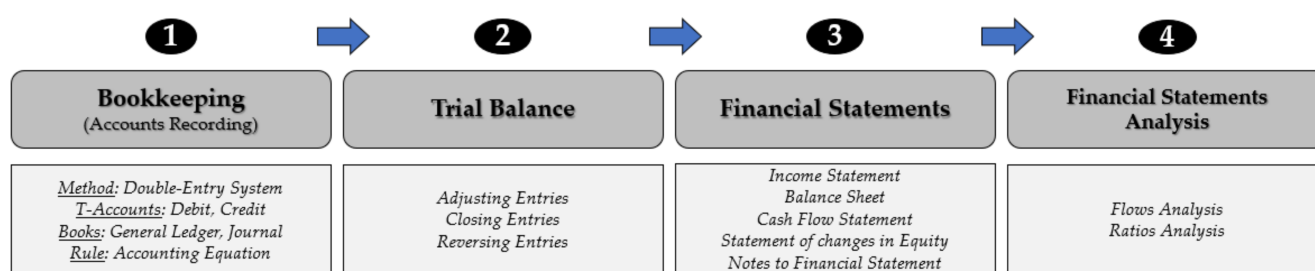 1
2
3
4
Bookkeeping
(Accounts Recording)
Trial Balance
Financial Statements
Financial Statements
Analysis
Method: Double-Entry System
T-Accounts: Debit, Credit
Books: General Ledger, Journal
Rule: Accounting Equation
Adjusting Entries
Closing Entries
Reversing Entries
Income Statement
Balance Sheet
Cash Flow Statement
Statement of changes in Equity
Notes to Financial Statement
Flows Analysis
Ratios Analysis